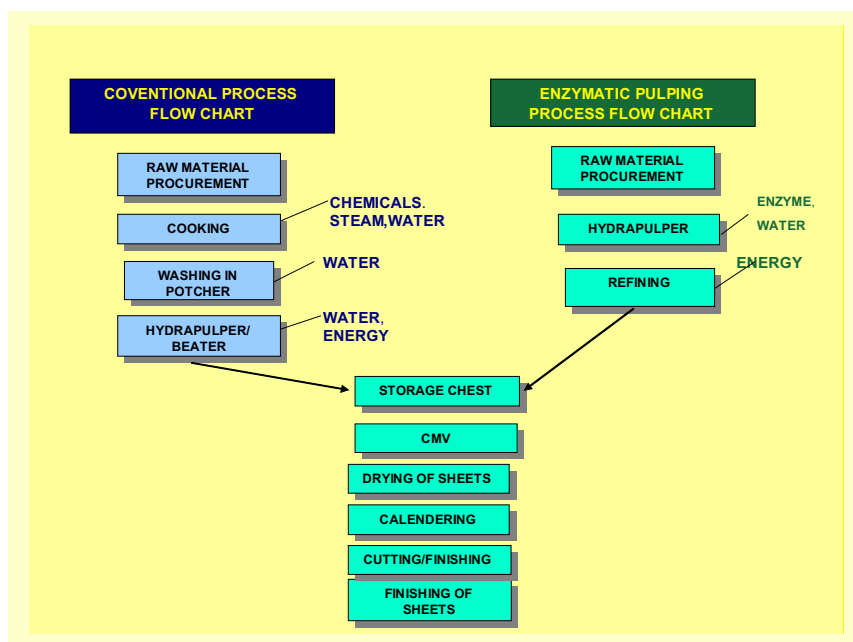 COVENTIONAL PROCESS
FLOW CHART
RAW MATERIAL
PROCUREMENT
COOKING
CHEMICALS.
STEAM,WATER
WASHING IN
POTCHER
WATER
HYDRAPULPER/
BEATER
WATER,
ENERGY
ENZYMATIC PULPING
PROCESS FLOW CHART
RAW MATERIAL
PROCUREMENT
HYDRAPULPER
ENZYME,
WATER
REFINING
ENERGY
STORAGE CHEST
CMV
DRYING OF SHEETS
CALENDERING
CUTTING/FINISHING
FINISHING OF
SHEETS